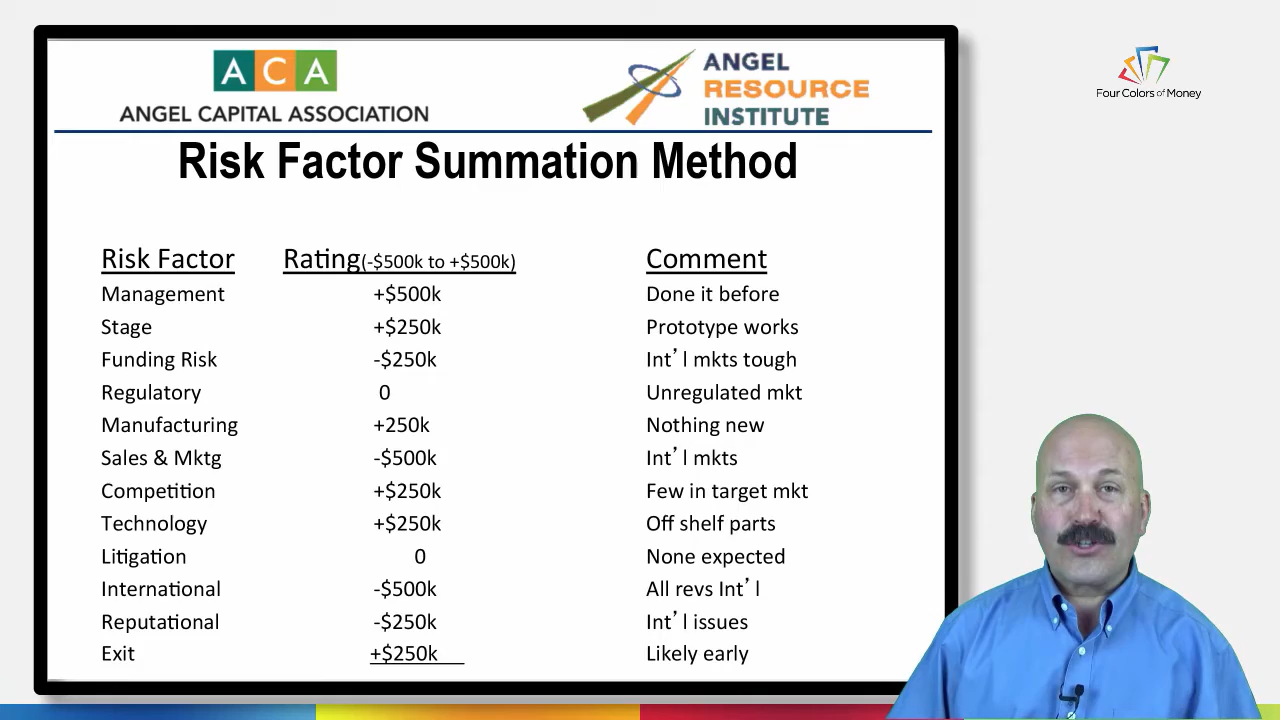 ACA
ANGEL CAPITAL ASSOCIATION
ANGEL
RESOURCE
INSTITUTE
Four Colors of Money
Risk Factor Summation Method
Risk Factor Rating(-$500k to +$500k) Comment
Management +$500k Done it before
Stage +$250k Prototype works
Funding Risk -$250k Int’l mkts tough
Regulatory 0 Unregulated mkt
Manufacturing +250k Nothing new
Sales & Mktg -$500k Int’l mkts
Competition +$250k Few in target mkt
Technology +$250k Off shelf parts
Litigation 0 None expected
International -$500k All revs Int’l
Reputational -$250k Int’l issues
Exit +$250k Likely early